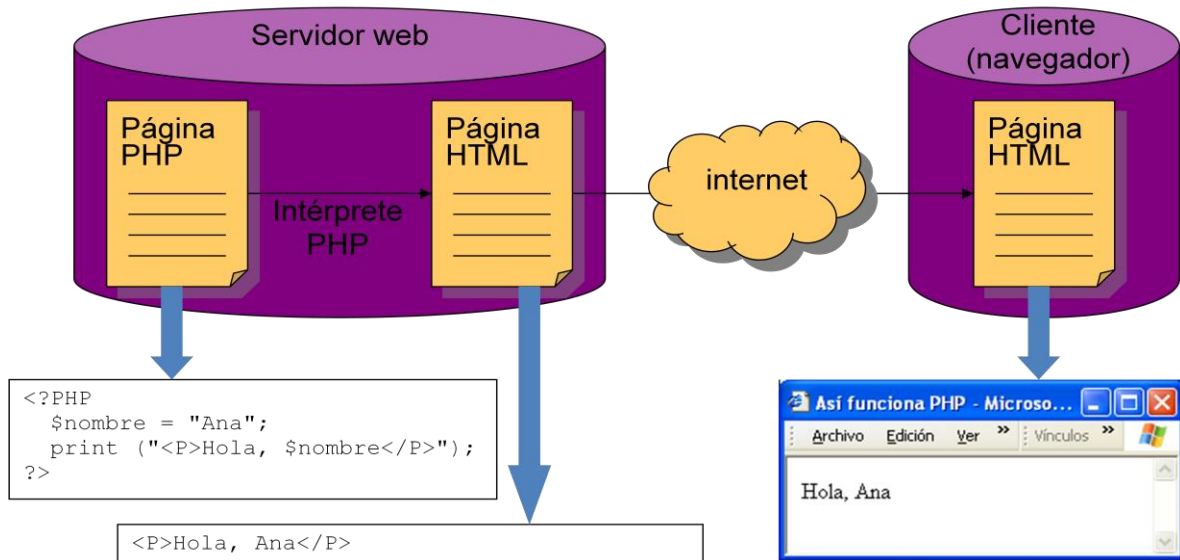 Servidor web
Cliente
(navegador)
Página
PHP
Página
HTML
Página
HTML
Intérprete
PHP
internet
<?PHP
$nombre = "Ana";
print ("<P>Hola, $nombre</P>");
?>
<P>Hola, Ana</P>
Así funciona PHP - Microso...
Archivo Edición Ver » Vínculos »
Hola, Ana